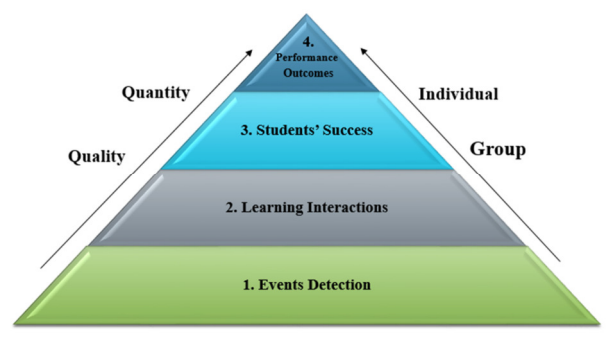 4.
Performance
Outcomes
Quantity
Individual
3. Students’ Success
Quality
Group
2. Learning Interactions
1. Events Detection